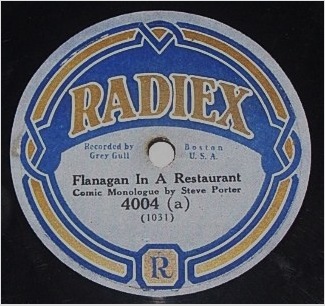 RADIEX
Recorded by Boston
Grey Gull U.S.A.
Flanagan In A Restaurant
Comic Monologue by Steve Porter
4004 (a)
(1031)
R